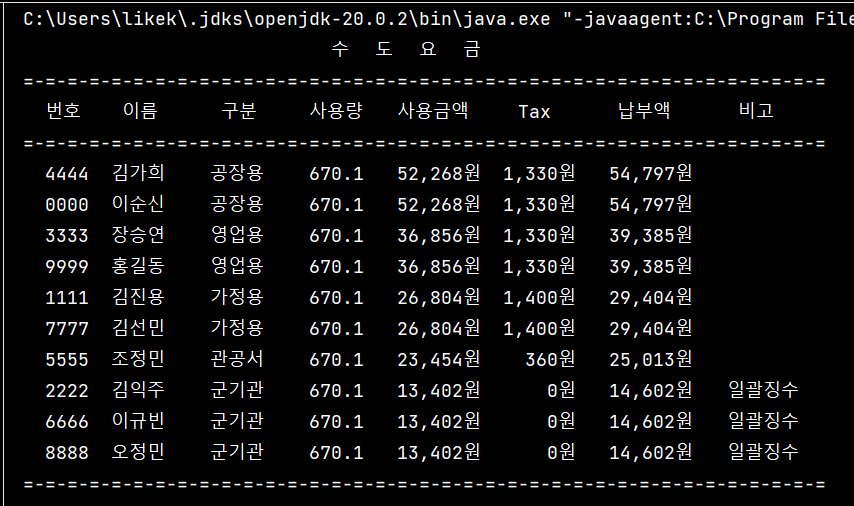 C:\Users\likek\.jdks\openjdk-20.0.2\bin\java.exe "-javaagent:C:\Program File
수 도 요 금
=-=-=-=-=-=-=-=-=-=-=-=-=-=-=-=-=-=-=-=-=-=-=-=-=-=-=-=-=-=-=-=-=-=-=-=
번호 이름 구분 사용량 사용금액 Tax 납부액 비고
=-=-=-=-=-=-=-=-=-=-=-=-=-=-=-=-=-=-=-=-=-=-=-=-=-=-=-=-=-=-=-=-=-=-=-=
4444 김가희 공장용 670.1 52,268원 1,330원 54,797원
0000 이순신 공장용 670.1 52,268원 1,330원 54,797원
3333 장승연 영업용 670.1 36,856원 1,330원 39,385원
9999 홍길동 영업용 670.1 36,856원 1,330원 39,385원
1111 김진용 가정용 670.1 26,804원 1,400원 29,404원
7777 김선민 가정용 670.1 26,804원 1,400원 29,404원
5555 조정민 관공서 670.1 23,454원 360원 25,013원
2222 김익주 군기관 670.1 13,402원 0원 14,602원 일괄징수
6666 이규빈 군기관 670.1 13,402원 0원 14,602원 일괄징수
8888 오정민 군기관 670.1 13,402원 0원 14,602원 일괄징수
=-=-=-=-=-=-=-=-=-=-=-=-=-=-=-=-=-=-=-=-=-=-=-=-=-=-=-=-=-=-=-=-=-=-=-=